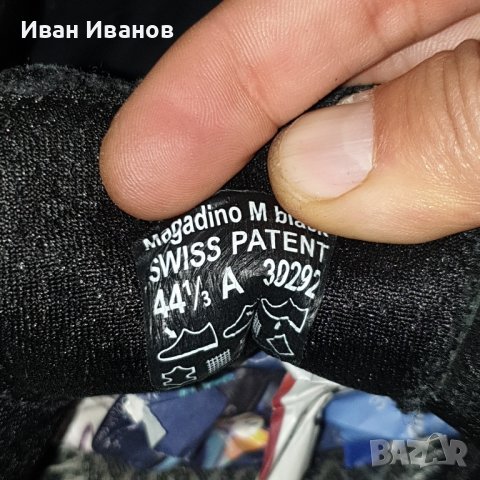 Иван Иванов
Magadino M black
SWISS PATENT
44⅓ A 30292
BAZAR